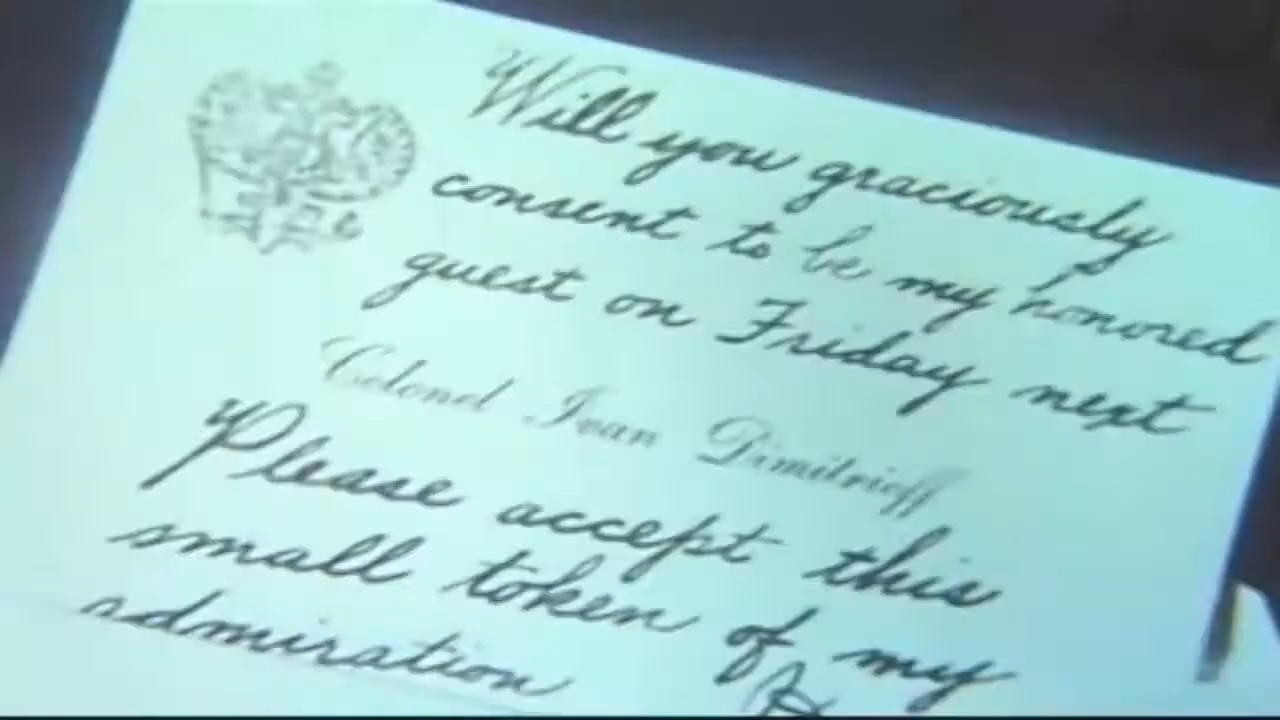 Will you graciously
consent to be my honored
guest on Friday next
Colonel Ivan Dimitrieff
Please accept this
small token of my
admiration